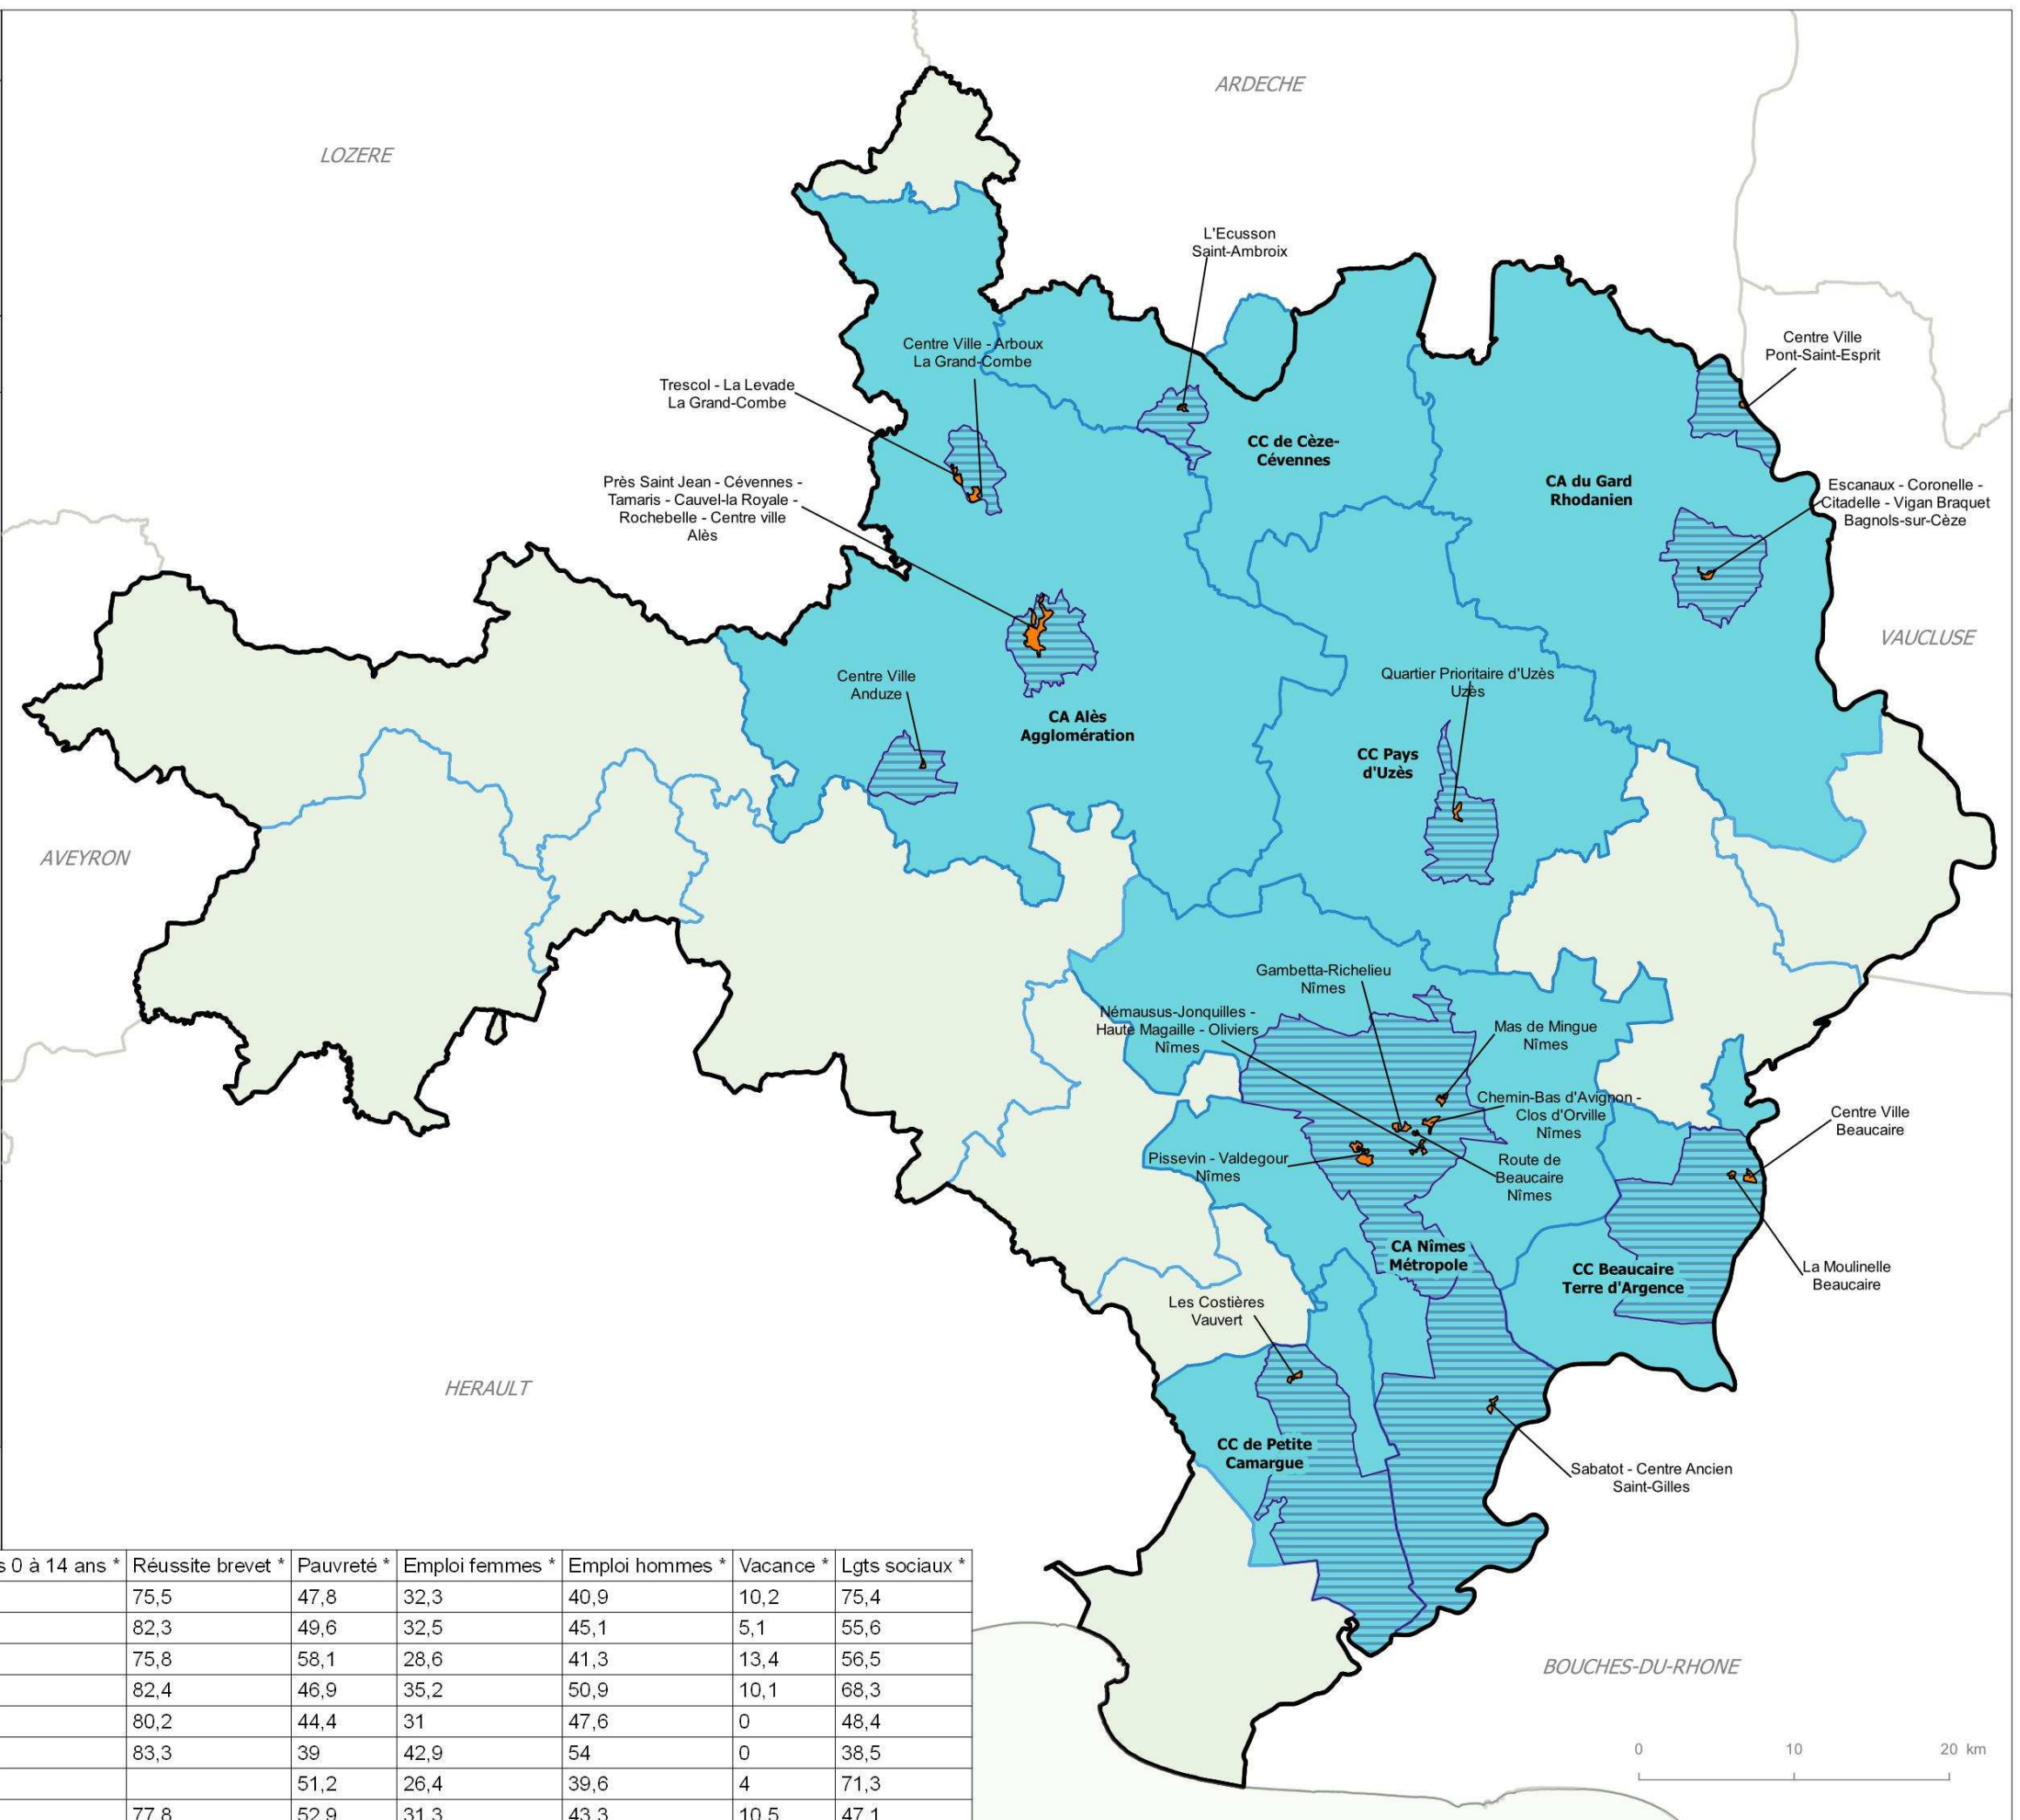 ARDECHE
LOZERE
L'Ecusson
Saint-Ambroix
Centre Ville - Arboux
La Grand-Combe
Centre Ville
Pont-Saint-Esprit
Trescol - La Levade
La Grand-Combe
CC de Cèze-
Cévennes
CA du Gard
Rhodanien
Près Saint Jean - Cévennes -
Tamaris - Cauvel-la Royale -
Rochebelle - Centre ville
Alès
Escanaux - Coronelle -
Citadelle - Vigan Braquet
Bagnols-sur-Cèze
VAUCLUSE
Centre Ville
Anduze
Quartier Prioritaire d'Uzès
Uzès
CA Alès
Agglomération
CC Pays
d'Uzès
AVEYRON
Gambetta-Richelieu
Nîmes
Némausus-Jonquilles -
Haute Magaille - Oliviers
Nîmes
Mas de Mingue
Nîmes
Chemin-Bas d'Avignon -
Clos d'Orville
Nîmes
Centre Ville
Beaucaire
Pissevin - Valdegour
Nîmes
Route de
Beaucaire
Nîmes
CA Nîmes
Métropole
CC Beaucaire
Terre d'Argence
La Moulinelle
Beaucaire
Les Costières
Vauvert
HERAULT
CC de Petite
Camargue
Sabatot - Centre Ancien
Saint-Gilles
BOUCHES-DU-RHONE
0 10 20 km
s 0 à 14 ans * Réussite brevet * Pauvreté * Emploi femmes * Emploi hommes * Vacance * Lgts sociaux *
75,5 47,8 32,3 40,9 10,2 75,4
82,3 49,6 32,5 45,1 5,1 55,6
75,8 58,1 28,6 41,3 13,4 56,5
82,4 46,9 35,2 50,9 10,1 68,3
80,2 44,4 31 47,6 0 48,4
83,3 39 42,9 54 0 38,5
51,2 26,4 39,6 4 71,3
77,8 52,9 31,3 43,3 10,5 47,1